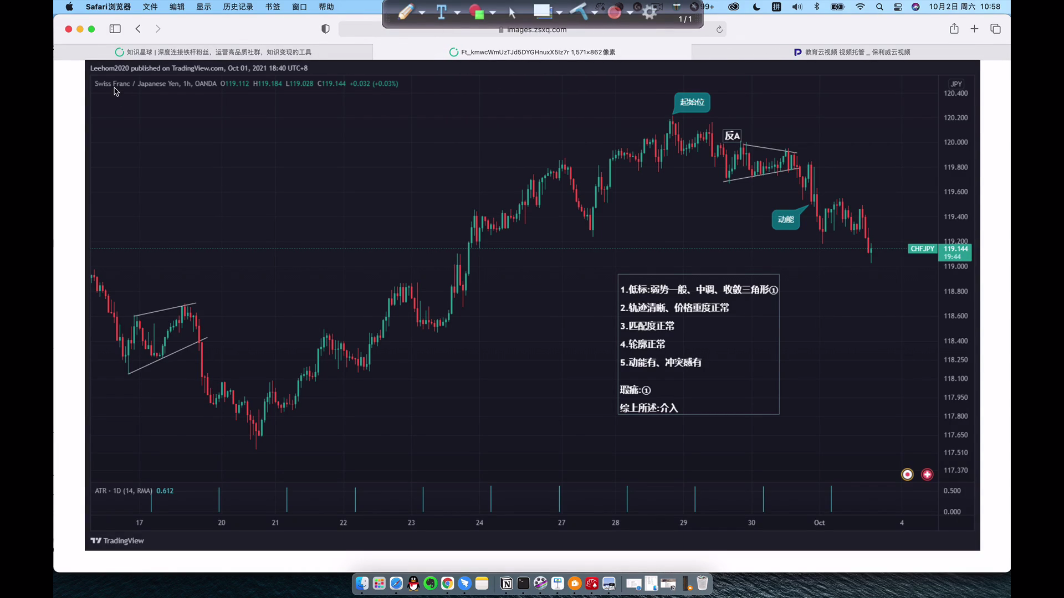 Safari浏览器 文件 编辑 显示 历史记录 书签 窗口 帮助
99+
10月2日 周六 10:58
1/1
images.zsxq.com
知识星球 | 深度连接铁杆粉丝，运营高品质社群，知识变现的工具
Ft_kmwcWmUzTJd5DYGHnuxX5Iz7r 1,571×862 像素
教育云视频 视频托管 _ 保利威云视频
Leehom2020 published on TradingView.com, Oct 01, 2021 18:40 UTC+8
Swiss Franc / Japanese Yen, 1h, OANDA O119.112 H119.184 L119.028 C119.144 +0.032 (+0.03%)
JPY
120.400
起始位
120.200
反A
120.000
119.800
119.600
119.400
动能
119.200
CHFJPY 119.144
19:44
119.000
1.低标:弱势一般、中调、收敛三角形①
118.800
2.轨迹清晰、价格重度正常
118.600
3.匹配度正常
4.轮廓正常
118.400
5.动能有、冲突感有
118.250
118.100
瑕疵:①
117.950
综上所述:介入
117.800
117.650
117.510
117.370
ATR - 1D (14, RMA) 0.612
0.500
0.000
17 20 21 22 23 24 27 28 29 30 Oct 4
TradingView